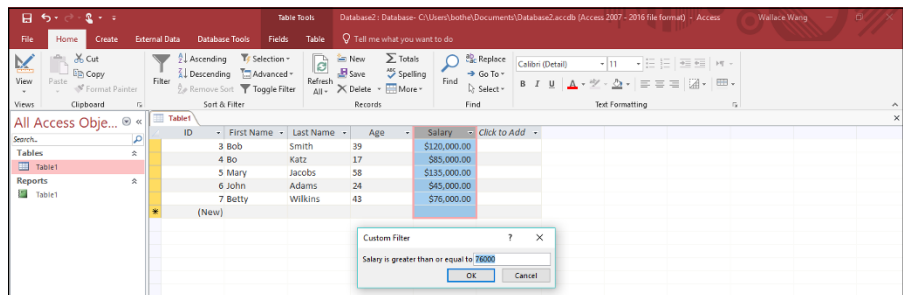 Table Tools Database2 : Database- C:\Users\bothe\Documents\Database2.accdb (Access 2007 - 2016 file format) - Access Wallace Wang
File Home Create External Data Database Tools Fields Table Tell me what you want to do
View Paste Cut Copy Format Painter
Filter Ascending Descending Remove Sort Selection Advanced Toggle Filter
Refresh All New Save Delete Totals Spelling More
Find Replace Go To Select
Calibri (Detail) 11
B I U A
Views Clipboard Sort & Filter Records Find Text Formatting
All Access Obje...
Search..
Tables
Table1
Reports
Table1
Table1
ID First Name Last Name Age Salary Click to Add
3 Bob Smith 39 $120,000.00
4 Bo Katz 17 $85,000.00
5 Mary Jacobs 58 $135,000.00
6 John Adams 24 $45,000.00
7 Betty Wilkins 43 $76,000.00
(New)
Custom Filter ? ×
Salary is greater than or equal to 76000
OK Cancel